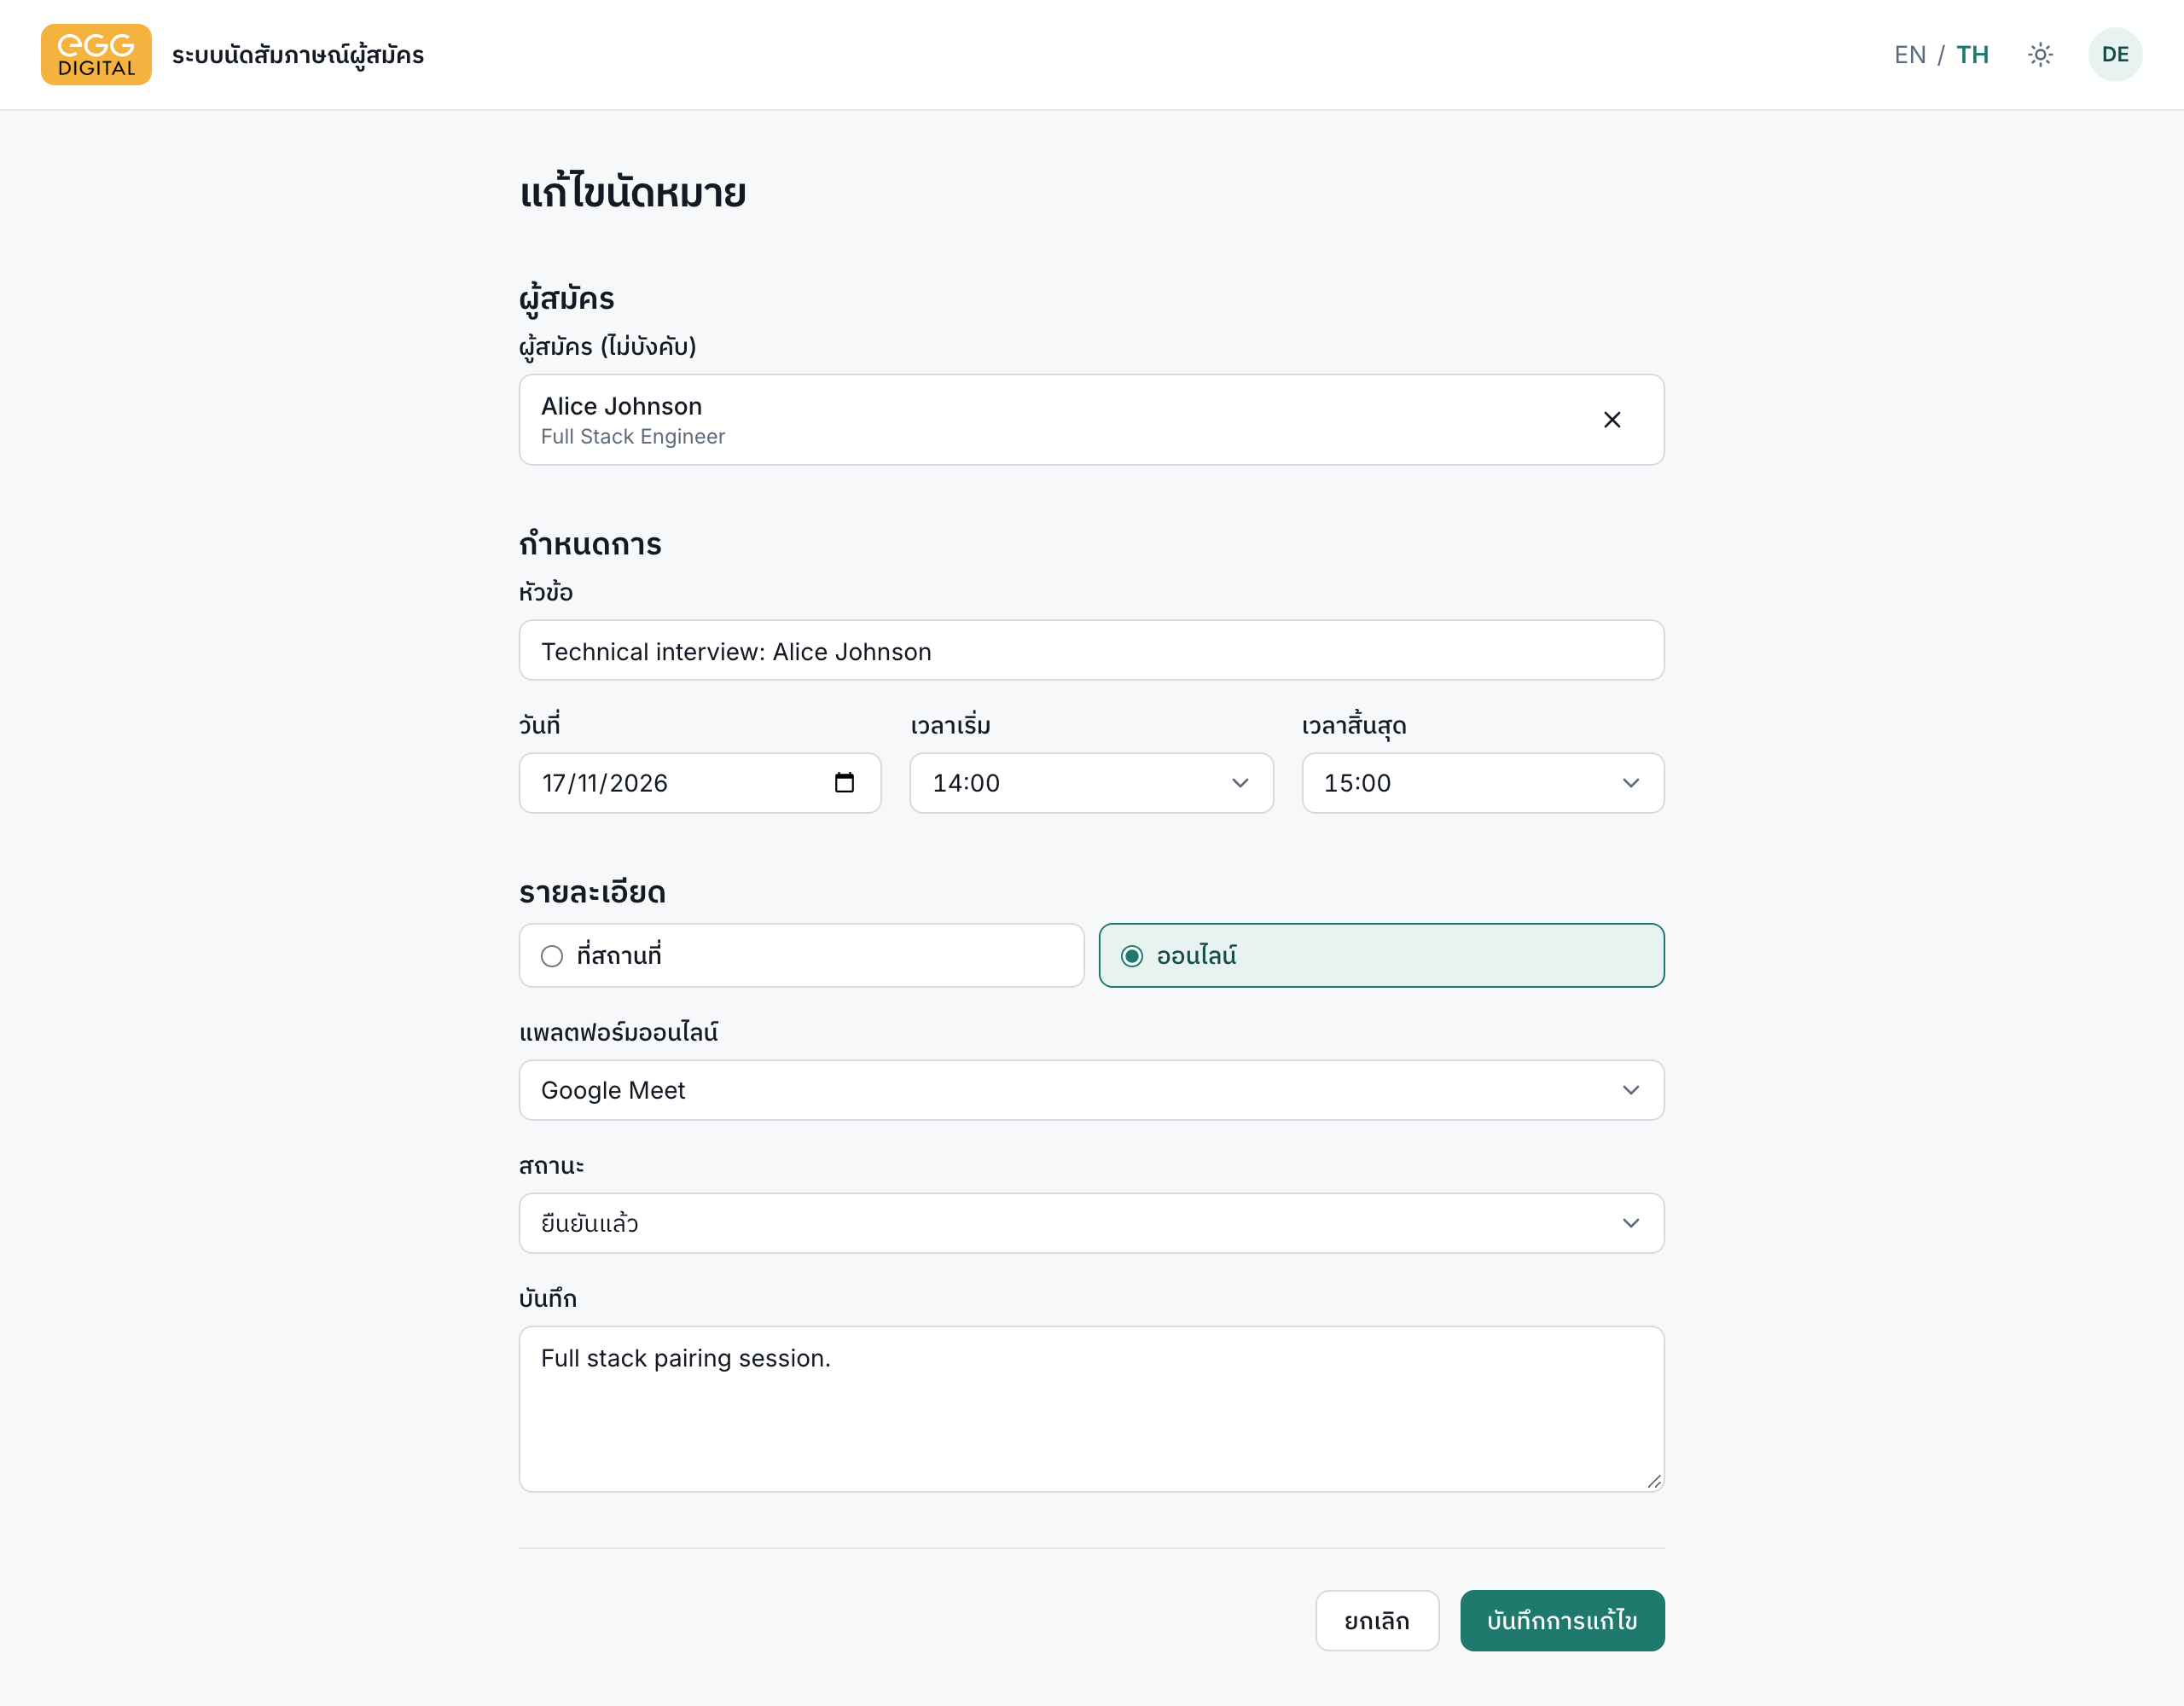 egg
DIGITAL
ระบบนัดสัมภาษณ์ผู้สมัคร
EN / TH
DE
แก้ไขนัดหมาย
ผู้สมัคร
ผู้สมัคร (ไม่บังคับ)
Alice Johnson
Full Stack Engineer
กำหนดการ
หัวข้อ
Technical interview: Alice Johnson
วันที่ เวลาเริ่ม เวลาสิ้นสุด
17/11/2026 14:00 15:00
รายละเอียด
ที่สถานที่ ออนไลน์
แพลตฟอร์มออนไลน์
Google Meet
สถานะ
ยืนยันแล้ว
บันทึก
Full stack pairing session.
ยกเลิก บันทึกการแก้ไข